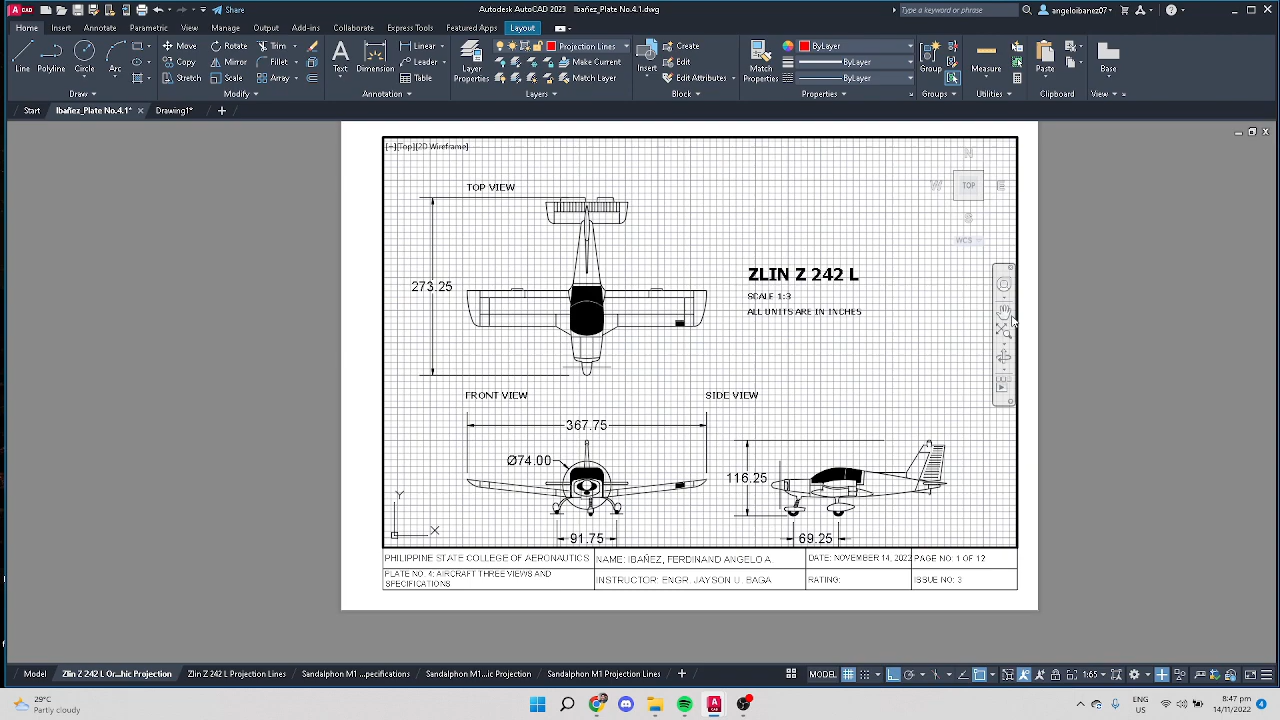 CAD
Share
Autodesk AutoCAD 2023
Ibañez_Plate No.4.1.dwg
Type a keyword or phrase
angeloibanez07
Home
Insert
Annotate
Parametric
View
Manage
Output
Add-ins
Collaborate
Express Tools
Featured Apps
Layout
Line
Polyline
Circle
Arc
Move
Rotate
Trim
Copy
Mirror
Fillet
Stretch
Scale
Array
Text
Dimension
Linear
Leader
Table
Layer Properties
Projection Lines
Make Current
Match Layer
Insert
Create
Edit
Edit Attributes
Match Properties
ByLayer
ByLayer
ByLayer
Group
Measure
Paste
Base
Draw
Modify
Annotation
Layers
Block
Properties
Groups
Utilities
Clipboard
View
Start
Ibañez_Plate No.4.1*
Drawing1*
[+][Top][2D Wireframe]
N
W
TOP
E
S
WCS
TOP VIEW
273.25
ZLIN Z 242 L
SCALE 1:3
ALL UNITS ARE IN INCHES
FRONT VIEW
SIDE VIEW
367.75
Ø74.00
116.25
91.75
69.25
Y
X
PHILIPPINE STATE COLLEGE OF AERONAUTICS
NAME: IBAÑEZ, FERDINAND ANGELO A.
DATE: NOVEMBER 14, 2022
PAGE NO: 1 OF 12
PLATE NO. 4: AIRCRAFT THREE VIEWS AND SPECIFICATIONS
INSTRUCTOR: ENGR. JAYSON U. BAGA
RATING:
ISSUE NO: 3
Model
Zlin Z 242 L Or...hic Projection
Zlin Z 242 L Projection Lines
Sandalphon M1 ...pecifications
Sandalphon M1 ...ic Projection
Sandalphon M1 Projection Lines
MODEL
1:65
29°C
Partly cloudy
ENG
US
8:47 pm
14/11/2022